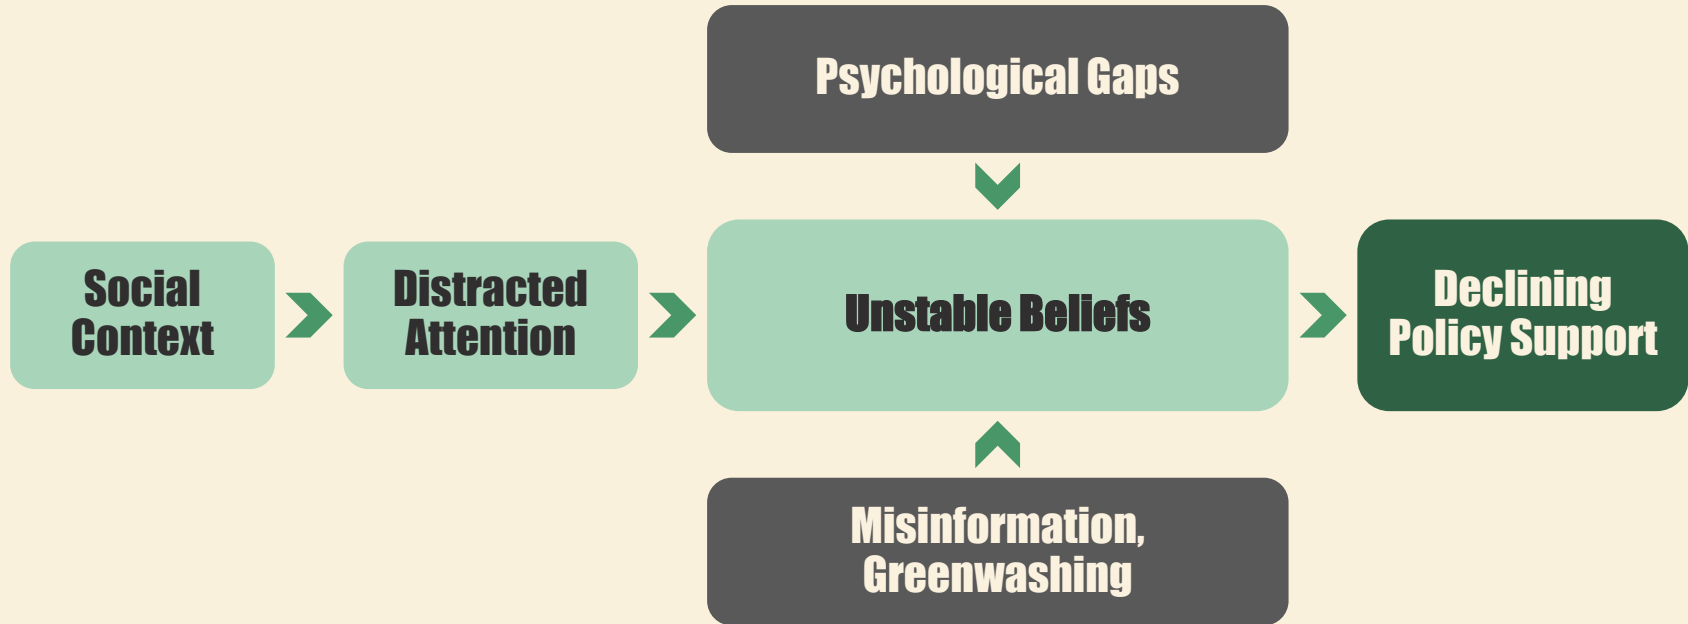 Psychological Gaps
Social
Context
Distracted
Attention
Unstable Beliefs
Declining
Policy Support
Misinformation,
Greenwashing